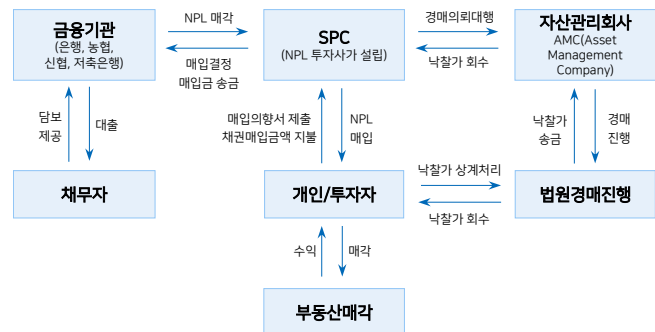 금융기관
(은행, 농협,
신협, 저축은행)
NPL 매각
매입결정
매입금 송금
SPC
(NPL 투자사가 설립)
경매의뢰대행
낙찰가 회수
자산관리회사
AMC(Asset
Management
Company)
담보
제공
대출
매입의향서 제출
채권매입금액 지불
NPL
매입
낙찰가
송금
경매
진행
채무자
개인/투자자
낙찰가 상계처리
낙찰가 회수
법원경매진행
수익
매각
부동산매각